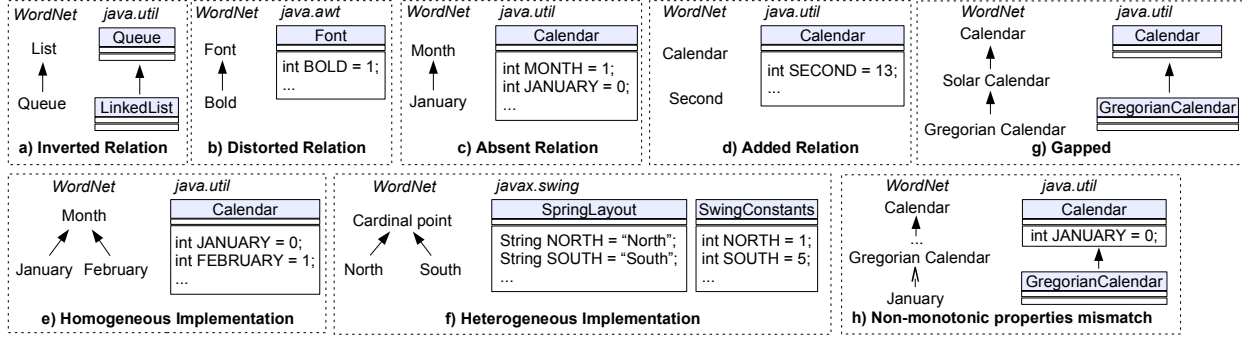 WordNet java.util
List
Queue
Queue
LinkedList
a) Inverted Relation
WordNet java.awt
Font
Bold
Font
int BOLD = 1;
...
b) Distorted Relation
WordNet java.util
Month
January
Calendar
int MONTH = 1;
int JANUARY = 0;
...
c) Absent Relation
WordNet java.util
Calendar
Second
Calendar
int SECOND = 13;
...
d) Added Relation
WordNet java.util
Calendar
Solar Calendar
Gregorian Calendar
Calendar
GregorianCalendar
g) Gapped
WordNet java.util
Month
January February
Calendar
int JANUARY = 0;
int FEBRUARY = 1;
...
e) Homogeneous Implementation
WordNet javax.swing
Cardinal point
North South
SpringLayout
String NORTH = “North”;
String SOUTH = “South”;
...
SwingConstants
int NORTH = 1;
int SOUTH = 5;
...
f) Heterogeneous Implementation
WordNet java.util
Calendar
...
Gregorian Calendar
January
Calendar
int JANUARY = 0;
GregorianCalendar
h) Non-monotonic properties mismatch